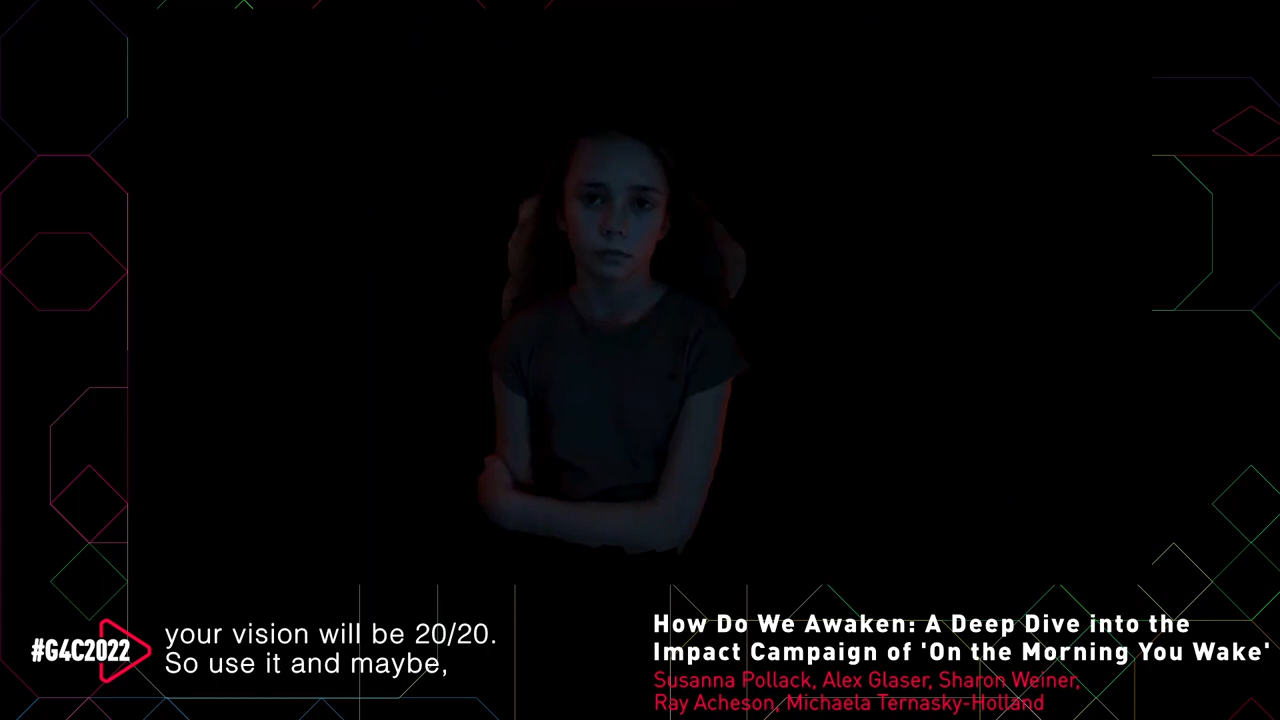 #G4C2022
your vision will be 20/20.
So use it and maybe,
How Do We Awaken: A Deep Dive into the
Impact Campaign of 'On the Morning You Wake'
Susanna Pollack, Alex Glaser, Sharon Weiner,
Ray Acheson, Michaela Ternasky-Holland